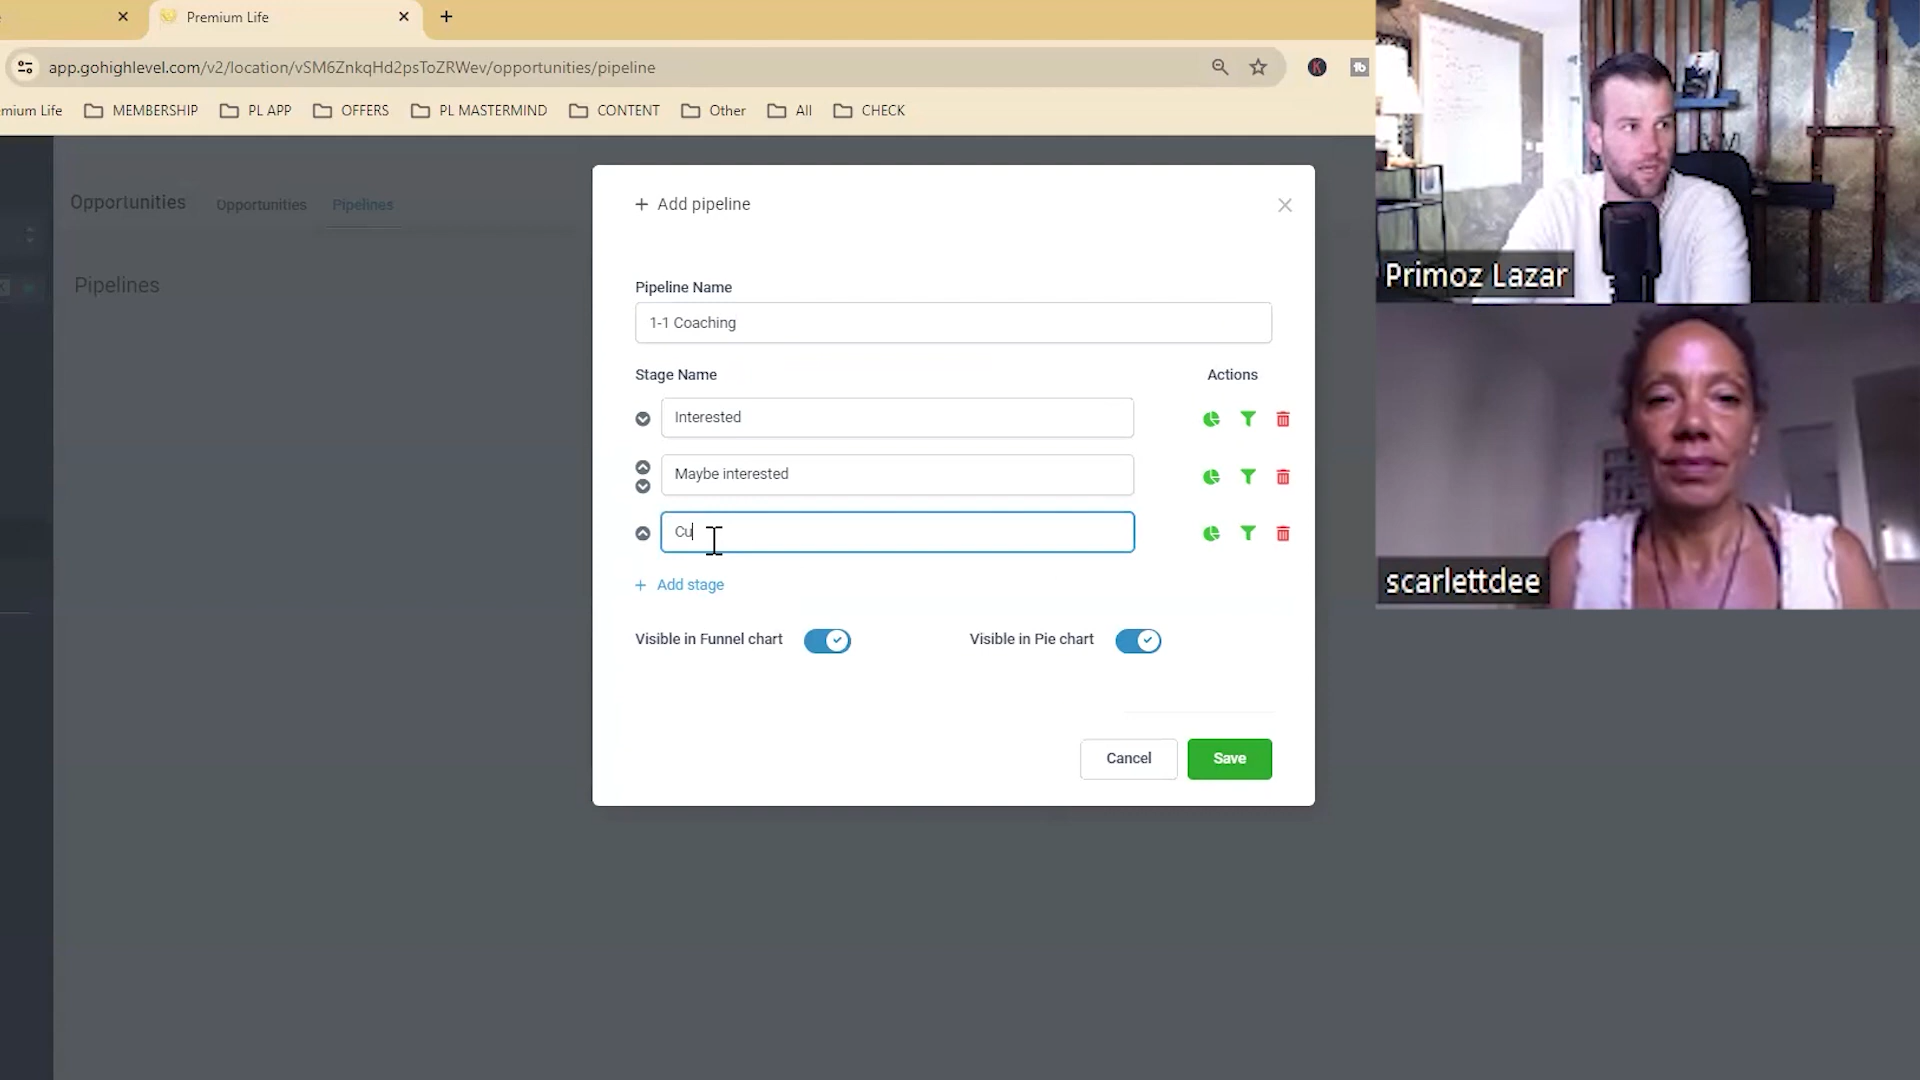 Premium Life
app.gohighlevel.com/v2/location/vSM6ZnkqHd2psToZRWev/opportunities/pipeline
mium Life MEMBERSHIP PL APP OFFERS PL MASTERMIND CONTENT Other All CHECK
Opportunities Opportunities Pipelines
Pipelines
+ Add pipeline
Pipeline Name
1-1 Coaching
Stage Name Actions
Interested
Maybe interested
Cu
+ Add stage
Visible in Funnel chart Visible in Pie chart
Cancel Save
Primoz Lazar
scarlettdee